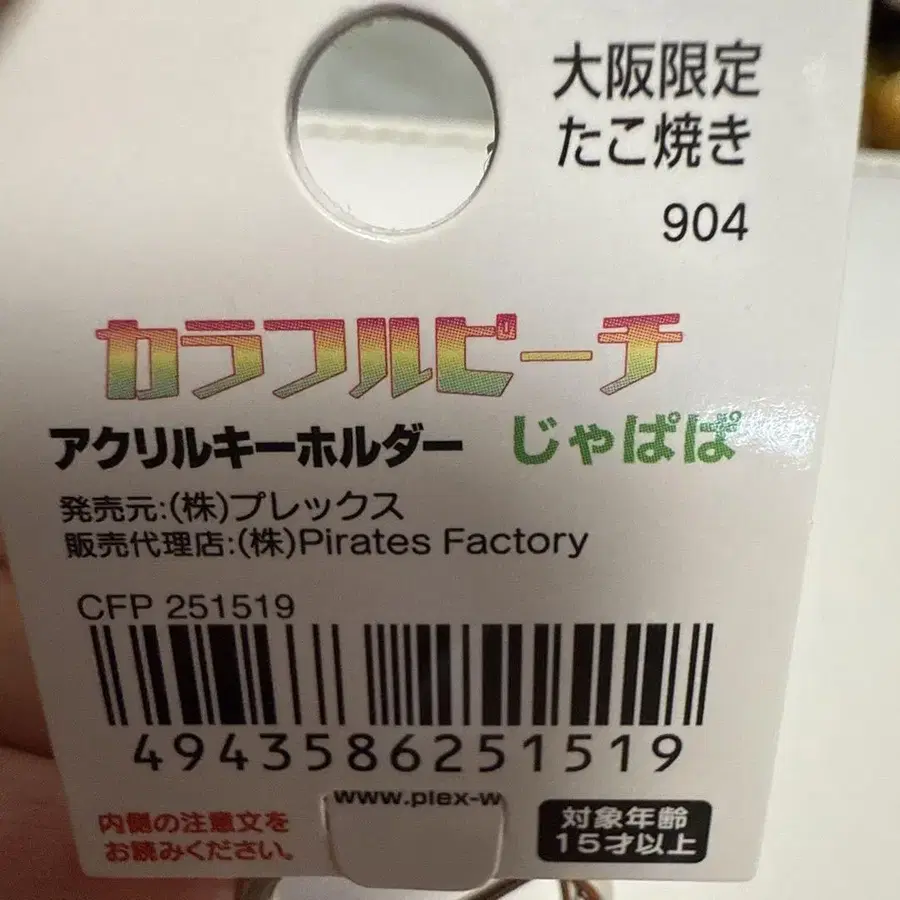 大阪限定
たこ焼き
904
カラフルピーチ
アクリルキーホルダー じゃぱぱ
発売元:(株)プレックス
販売代理店:(株)Pirates Factory
CFP 251519
4943586251519
www.plex-w
内側の注意文を
お読みください。
対象年齢
15才以上